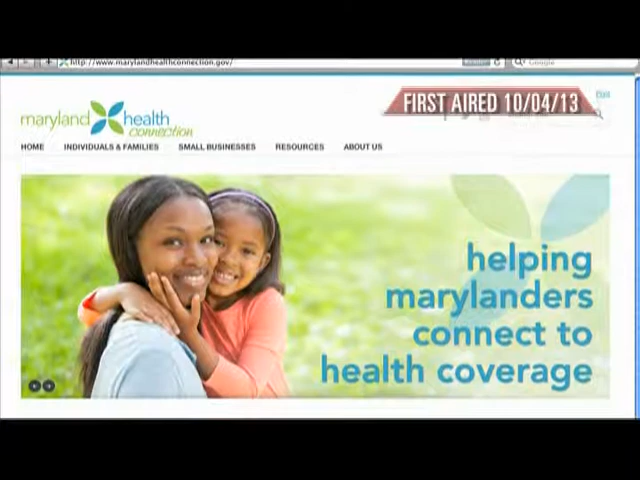 http://www.marylandhealthconnection.gov/
Google
FIRST AIRED 10/04/13
maryland health
connection
HOME INDIVIDUALS & FAMILIES SMALL BUSINESSES RESOURCES ABOUT US
helping
marylanders
connect to
health coverage